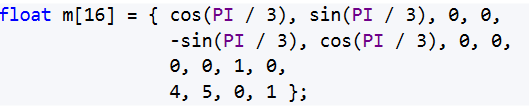 float m[16] = { cos(PI / 3), sin(PI / 3), 0, 0,
-sin(PI / 3), cos(PI / 3), 0, 0,
0, 0, 1, 0,
4, 5, 0, 1 };